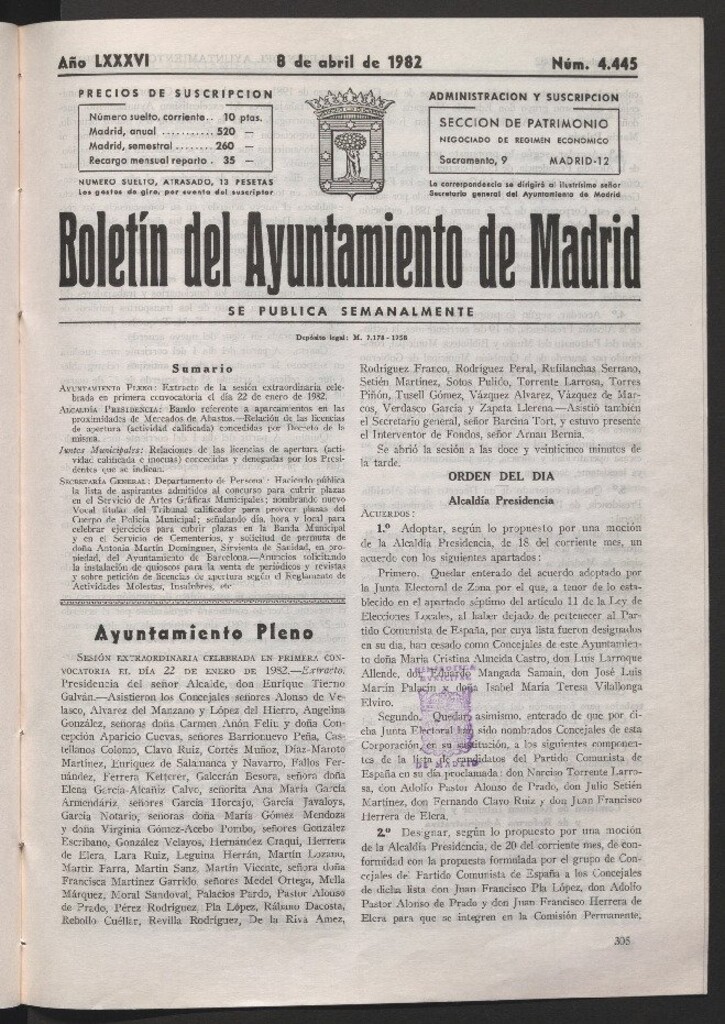 Año LXXXVI 8 de abril de 1982 Núm. 4.445
PRECIOS DE SUSCRIPCION
Número suelto, corriente.. 10 ptas.
Madrid, anual ........... 520 —
Madrid, semestral ........ 260 —
Recargo mensual reparto . 35 —
NUMERO SUELTO, ATRASADO, 13 PESETAS
Los gastos de giro, por cuenta del suscriptor
ADMINISTRACION Y SUSCRIPCION
SECCION DE PATRIMONIO
NEGOCIADO DE REGIMEN ECONOMICO
Sacramento, 9 MADRID-12
La correspondencia se dirigirá al ilustrísimo señor
Secretario general del Ayuntamiento de Madrid
Boletín del Ayuntamiento de Madrid
SE PUBLICA SEMANALMENTE
Depósito legal: M. 7.178 - 1958
Sumario
AYUNTAMIENTO PLENO: Extracto de la sesión extraordinaria cele-
brada en primera convocatoria el día 22 de enero de 1982.
ALCALDÍA PRESIDENCIA: Bando referente a aparcamientos en las
proximidades de Mercados de Abastos.—Relación de las licencias
de apertura (actividad calificada) concedidas por Decreto de la
misma.
Juntas Municipales: Relaciones de las licencias de apertura (acti-
vidad calificada e inocuas) concedidas y denegadas por los Presi-
dentes que se indican.
SECRETARÍA GENERAL: Departamento de Personal: Haciendo pública
la lista de aspirantes admitidos al concurso para cubrir plazas
en el Servicio de Artes Gráficas Municipales; nombrando nuevo
Vocal titular del Tribunal calificador para proveer plazas del
Cuerpo de Policía Municipal; señalando día, hora y local para
celebrar ejercicios para cubrir plazas en la Banda Municipal
y en el Servicio de Cementerios, y solicitud de permuta de
doña Antonia Martín Domínguez, Sirvienta de Sanidad, en pro-
piedad, del Ayuntamiento de Barcelona.—Anuncios solicitando
la instalación de quioscos para la venta de periódicos y revistas
y sobre petición de licencias de apertura según el Reglamento de
Actividades Molestas, Insalubres, etc.
Ayuntamiento Pleno
SESIÓN EXTRAORDINARIA CELEBRADA EN PRIMERA CON-
VOCATORIA EL DÍA 22 DE ENERO DE 1982.—Extracto.
Presidencia del señor Alcalde, don Enrique Tierno
Galván.—Asistieron los Concejales señores Alonso de Ve-
lasco, Alvarez del Manzano y López del Hierro, Angelina
González, señoras doña Carmen Añón Feliu y doña Con-
cepción Aparicio Cuevas, señores Barrionuevo Peña, Cas-
tellanos Colomo, Clavo Ruiz, Cortés Muñoz, Díaz-Maroto
Martínez, Enríquez de Salamanca y Navarro, Fallos Fer-
nández, Ferrera Ketterer, Galcerán Besora, señora doña
Elena García-Alcañiz Calvo, señorita Ana María García
Armendáriz, señores García Horcajo, García Javaloys,
García Notario, señoras doña María Gómez Mendoza
y doña Virginia Gómez-Acebo Pombo, señores González
Escribano, González Velayos, Hernández Craqui, Herrera
de Elera, Lara Ruiz, Leguina Herrán, Martín Lozano,
Martín Parra, Martín Sanz, Martín Vicente, señora doña
Francisca Martínez Garrido, señores Medel Ortega, Mella
Márquez, Moral Sandoval, Palacios Pardo, Pastor Alonso
de Prado, Pérez Rodríguez, Pla López, Rábano Dacosta,
Rebollo Cuéllar, Revilla Rodríguez, De la Riva Amez,
Rodríguez Franco, Rodríguez Peral, Rufilanchas Serrano,
Setién Martínez, Sotos Pulido, Torrente Larrosa, Torres
Piñón, Tusell Gómez, Vázquez Alvarez, Vázquez de Mar-
cos, Verdasco García y Zapata Llerena.—Asistió también
el Secretario general, señor Barcina Tort, y estuvo presente
el Interventor de Fondos, señor Arnau Bernia.
Se abrió la sesión a las doce y veinticinco minutos de
la tarde.
ORDEN DEL DIA
Alcaldía Presidencia
ACUERDOS:
1.º Adoptar, según lo propuesto por una moción
de la Alcaldía Presidencia, de 18 del corriente mes, un
acuerdo con los siguientes apartados:
Primero. Quedar enterado del acuerdo adoptado por
la Junta Electoral de Zona por el que, a tenor de lo esta-
blecido en el apartado séptimo del artículo 11 de la Ley de
Elecciones Locales, al haber dejado de pertenecer al Par-
tido Comunista de España, por cuya lista fueron designados
en su día, han cesado como Concejales de este Ayuntamien-
to doña María Cristina Almeida Castro, don Luis Larroque
Allende, don Eduardo Mangada Samain, don José Luis
Martín Palacín y doña Isabel María Teresa Vilallonga
Elviro.
Segundo. Quedar, asimismo, enterado de que por di-
cha Junta Electoral han sido nombrados Concejales de esta
Corporación, en su sustitución, a los siguientes componen-
tes de la lista de candidatos del Partido Comunista de
España en su día proclamada: don Narciso Torrente Larro-
sa, don Adolfo Pastor Alonso de Prado, don Julio Setién
Martínez, don Fernando Clavo Ruiz y don Juan Francisco
Herrera de Elera.
2.º Designar, según lo propuesto por una moción
de la Alcaldía Presidencia, de 20 del corriente mes, de con-
formidad con la propuesta formulada por el grupo de Con-
cejales del Partido Comunista de España a los Concejales
de dicha lista don Juan Francisco Pla López, don Adolfo
Pastor Alonso de Prado y don Juan Francisco Herrera de
Elera para que se integren en la Comisión Permanente,
305